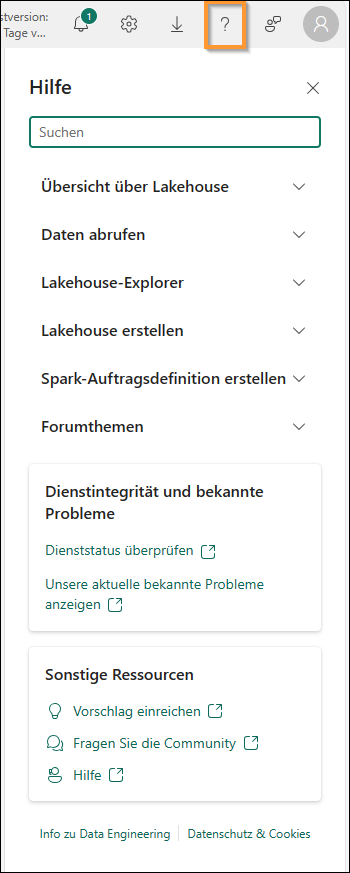 stversion:
Tage v...
1
?
Hilfe
Suchen
Übersicht über Lakehouse
Daten abrufen
Lakehouse-Explorer
Lakehouse erstellen
Spark-Auftragsdefinition erstellen
Forumthemen
Dienstintegrität und bekannte
Probleme
Dienststatus überprüfen
Unsere aktuelle bekannte Probleme
anzeigen
Sonstige Ressourcen
Vorschlag einreichen
Fragen Sie die Community
Hilfe
Info zu Data Engineering
Datenschutz & Cookies